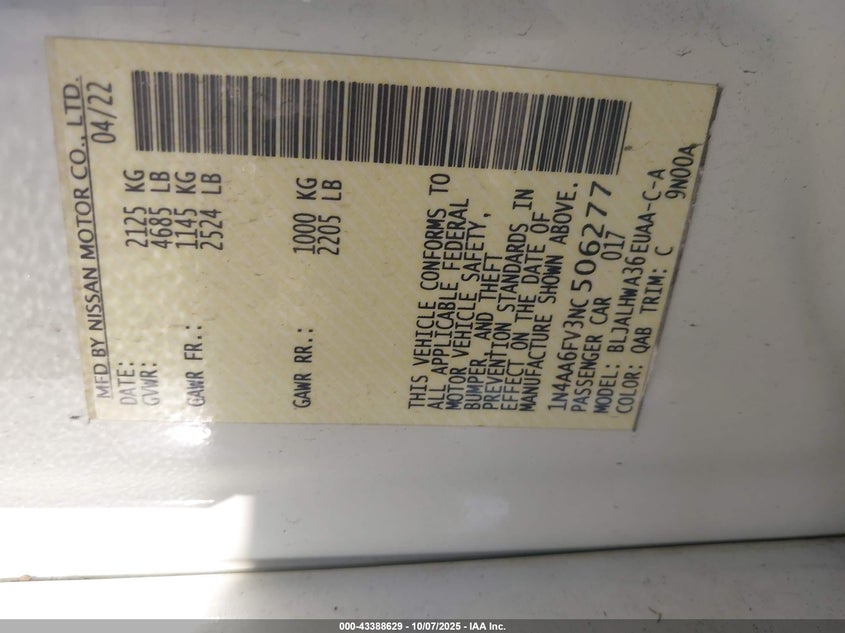 MFD BY NISSAN MOTOR CO., LTD.
DATE: 04/22
GVWR: 2125 KG
4685 LB
GAWR FR.: 1145 KG
2524 LB
GAWR RR.: 1000 KG
2205 LB
THIS VEHICLE CONFORMS TO
ALL APPLICABLE FEDERAL
MOTOR VEHICLE SAFETY,
BUMPER, AND THEFT
PREVENTION STANDARDS IN
EFFECT ON THE DATE OF
MANUFACTURE SHOWN ABOVE.
1N4AA6FV3NC506277
PASSENGER CAR 017
MODEL: BLJALHWA36EUAA-C-A
COLOR: QAB TRIM: C 9N00A
000-43388629 - 10/07/2025 - IAA Inc.